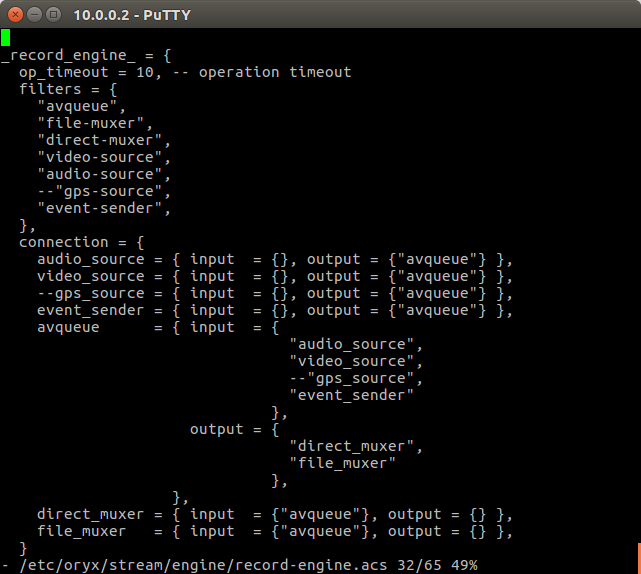 10.0.0.2 - PuTTY
_record_engine_ = {
  op_timeout = 10, -- operation timeout
  filters = {
    "avqueue",
    "file-muxer",
    "direct-muxer",
    "video-source",
    "audio-source",
    --"gps-source",
    "event-sender",
  },
  connection = {
    audio_source = { input  = {}, output = {"avqueue"} },
    video_source = { input  = {}, output = {"avqueue"} },
    --gps_source = { input  = {}, output = {"avqueue"} },
    event_sender = { input  = {}, output = {"avqueue"} },
    avqueue      = { input  = {
                                "audio_source",
                                "video_source",
                                --"gps_source",
                                "event_sender"
                              },
                     output = {
                                "direct_muxer",
                                "file_muxer"
                              },
                   },
    direct_muxer = { input  = {"avqueue"}, output = {} },
    file_muxer   = { input  = {"avqueue"}, output = {} },
  }
- /etc/oryx/stream/engine/record-engine.acs 32/65 49%